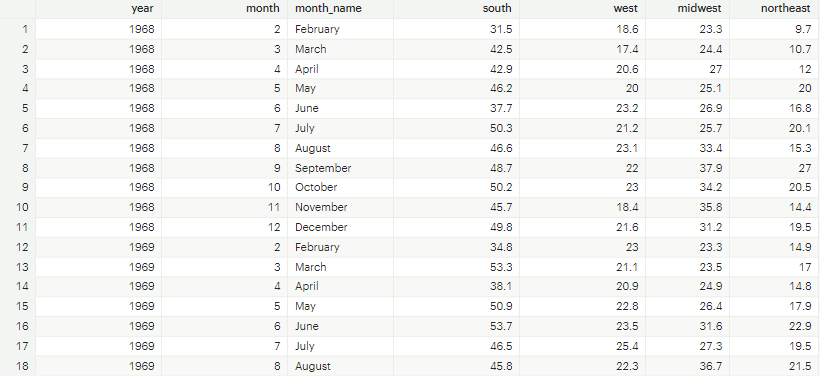 year month month_name south west midwest northeast
1 1968 2 February 31.5 18.6 23.3 9.7
2 1968 3 March 42.5 17.4 24.4 10.7
3 1968 4 April 42.9 20.6 27 12
4 1968 5 May 46.2 20 25.1 20
5 1968 6 June 37.7 23.2 26.9 16.8
6 1968 7 July 50.3 21.2 25.7 20.1
7 1968 8 August 46.6 23.1 33.4 15.3
8 1968 9 September 48.7 22 37.9 27
9 1968 10 October 50.2 23 34.2 20.5
10 1968 11 November 45.7 18.4 35.8 14.4
11 1968 12 December 49.8 21.6 31.2 19.5
12 1969 2 February 34.8 23 23.3 14.9
13 1969 3 March 53.3 21.1 23.5 17
14 1969 4 April 38.1 20.9 24.9 14.8
15 1969 5 May 50.9 22.8 26.4 17.9
16 1969 6 June 53.7 23.5 31.6 22.9
17 1969 7 July 46.5 25.4 27.3 19.5
18 1969 8 August 45.8 22.3 36.7 21.5